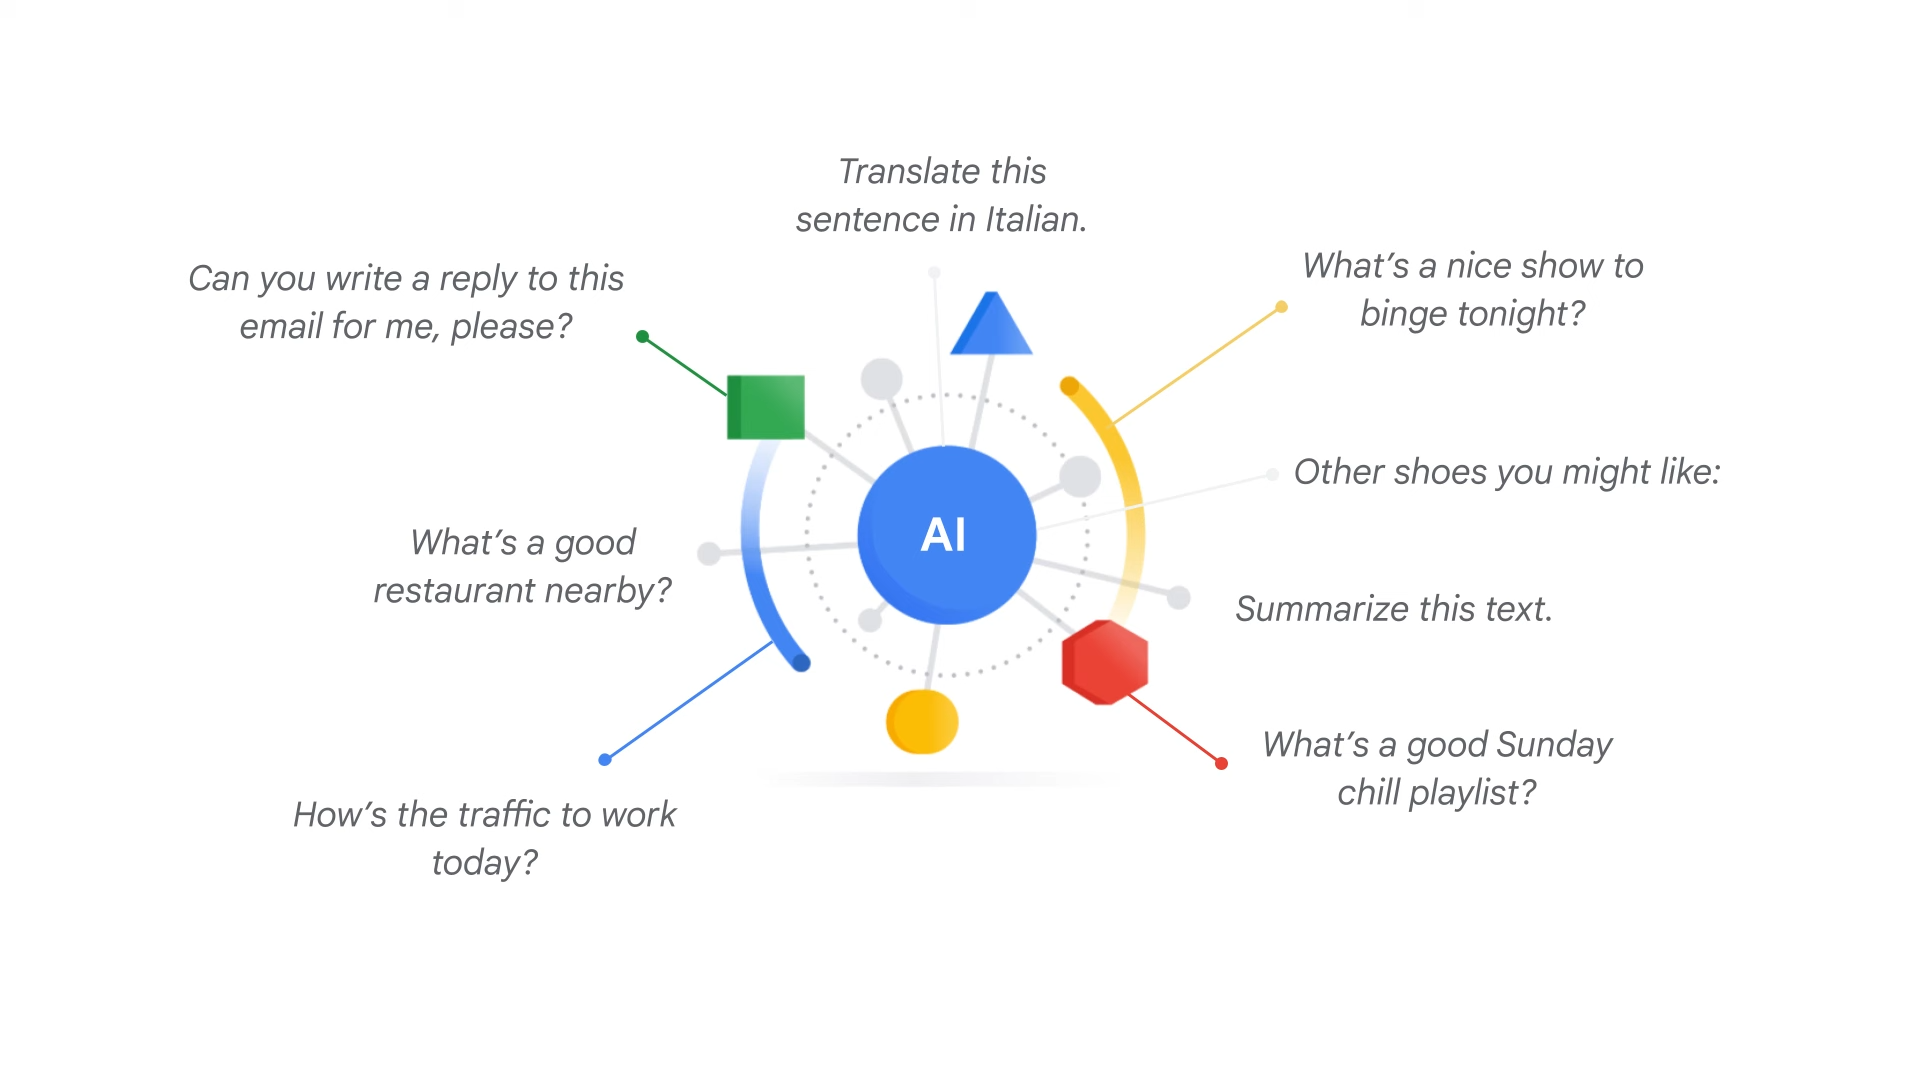 Translate this
sentence in Italian.
Can you write a reply to this
email for me, please?
What’s a nice show to
binge tonight?
Other shoes you might like:
AI
What’s a good
restaurant nearby?
Summarize this text.
What’s a good Sunday
chill playlist?
How’s the traffic to work
today?